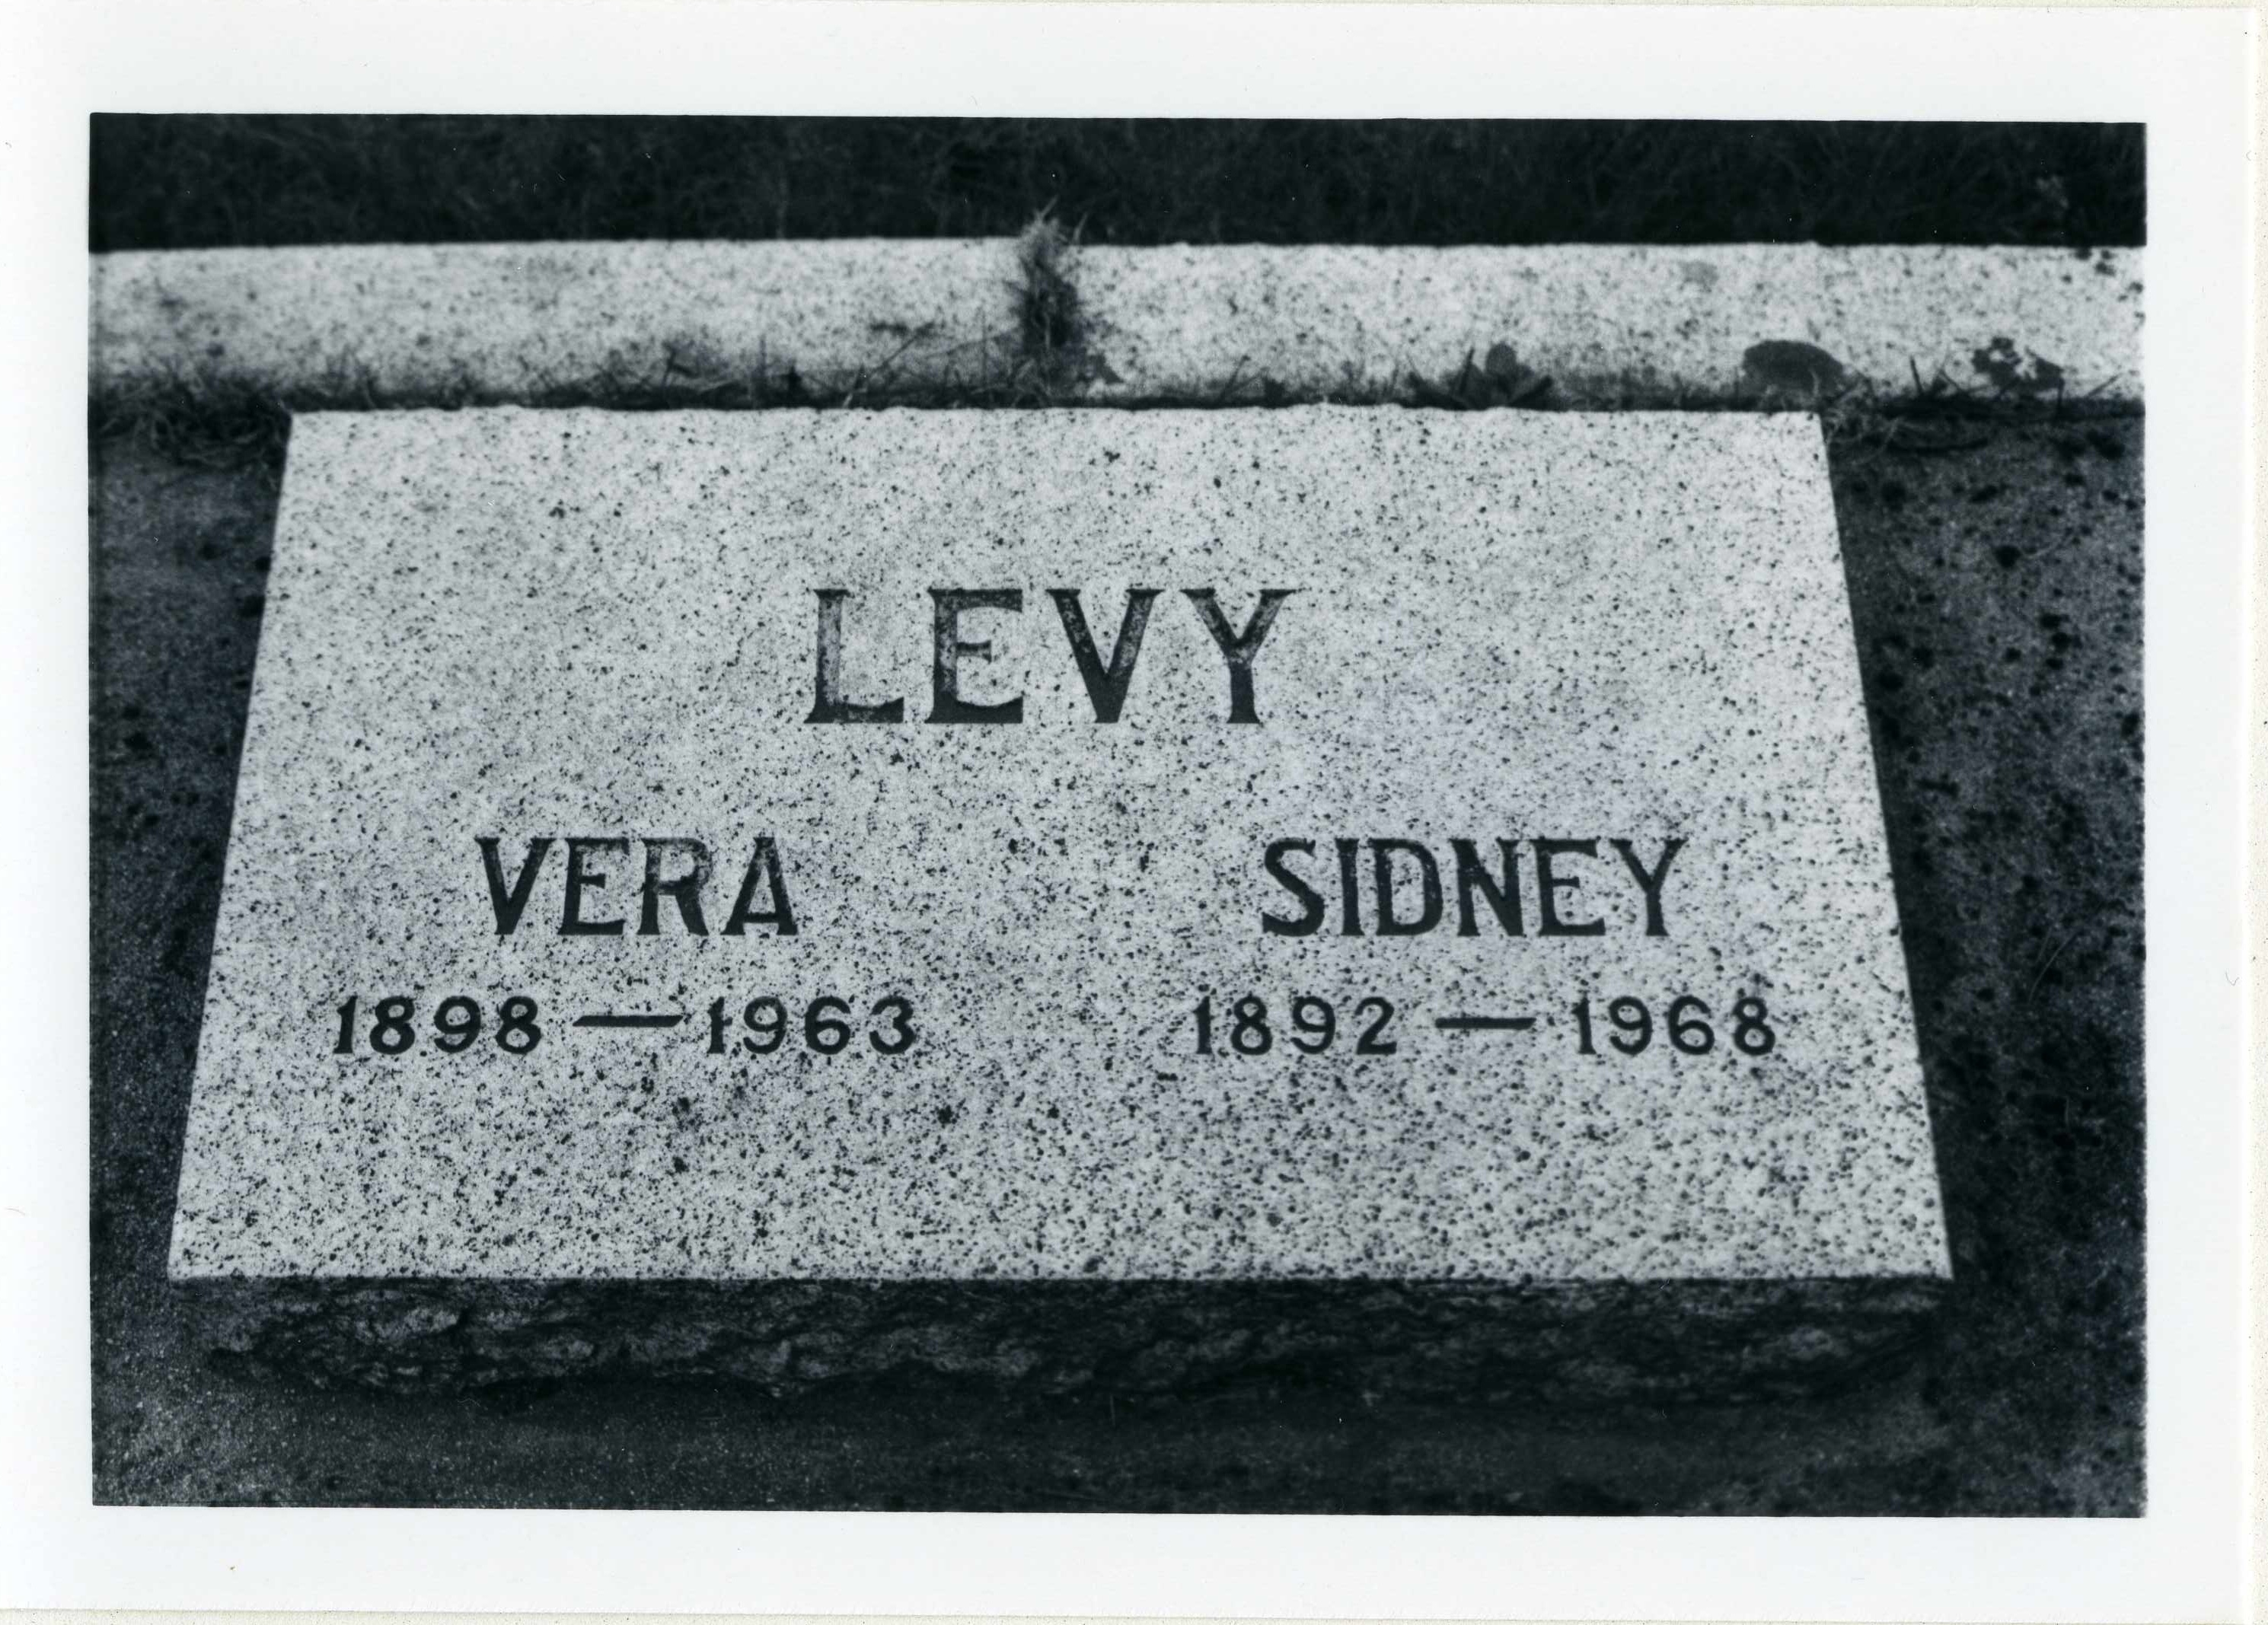 LEVY
VERA SIDNEY
1898 — 1963 1892 — 1968